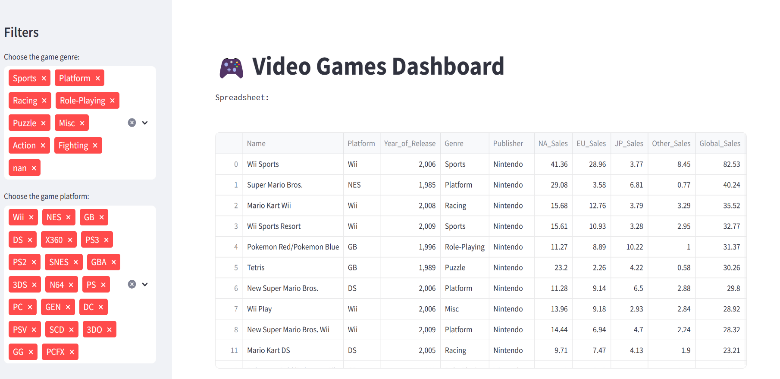 Filters
Choose the game genre:
Sports × Platform ×
Racing × Role-Playing ×
Puzzle × Misc ×
Action × Fighting ×
nan ×
Choose the game platform:
Wii × NES × GB ×
DS × X360 × PS3 ×
PS2 × SNES × GBA ×
3DS × N64 × PS ×
PC × GEN × DC ×
PSV × SCD × 3DO ×
GG × PCFX ×
Video Games Dashboard
Spreadsheet:
Name Platform Year_of_Release Genre Publisher NA_Sales EU_Sales JP_Sales Other_Sales Global_Sales
0 Wii Sports Wii 2,006 Sports Nintendo 41.36 28.96 3.77 8.45 82.53
1 Super Mario Bros. NES 1,985 Platform Nintendo 29.08 3.58 6.81 0.77 40.24
2 Mario Kart Wii Wii 2,008 Racing Nintendo 15.68 12.76 3.79 3.29 35.52
3 Wii Sports Resort Wii 2,009 Sports Nintendo 15.61 10.93 3.28 2.95 32.77
4 Pokemon Red/Pokemon Blue GB 1,996 Role-Playing Nintendo 11.27 8.89 10.22 1 31.37
5 Tetris GB 1,989 Puzzle Nintendo 23.2 2.26 4.22 0.58 30.26
6 New Super Mario Bros. DS 2,006 Platform Nintendo 11.28 9.14 6.5 2.88 29.8
7 Wii Play Wii 2,006 Misc Nintendo 13.96 9.18 2.93 2.84 28.92
8 New Super Mario Bros. Wii Wii 2,009 Platform Nintendo 14.44 6.94 4.7 2.24 28.32
11 Mario Kart DS DS 2,005 Racing Nintendo 9.71 7.47 4.13 1.9 23.21